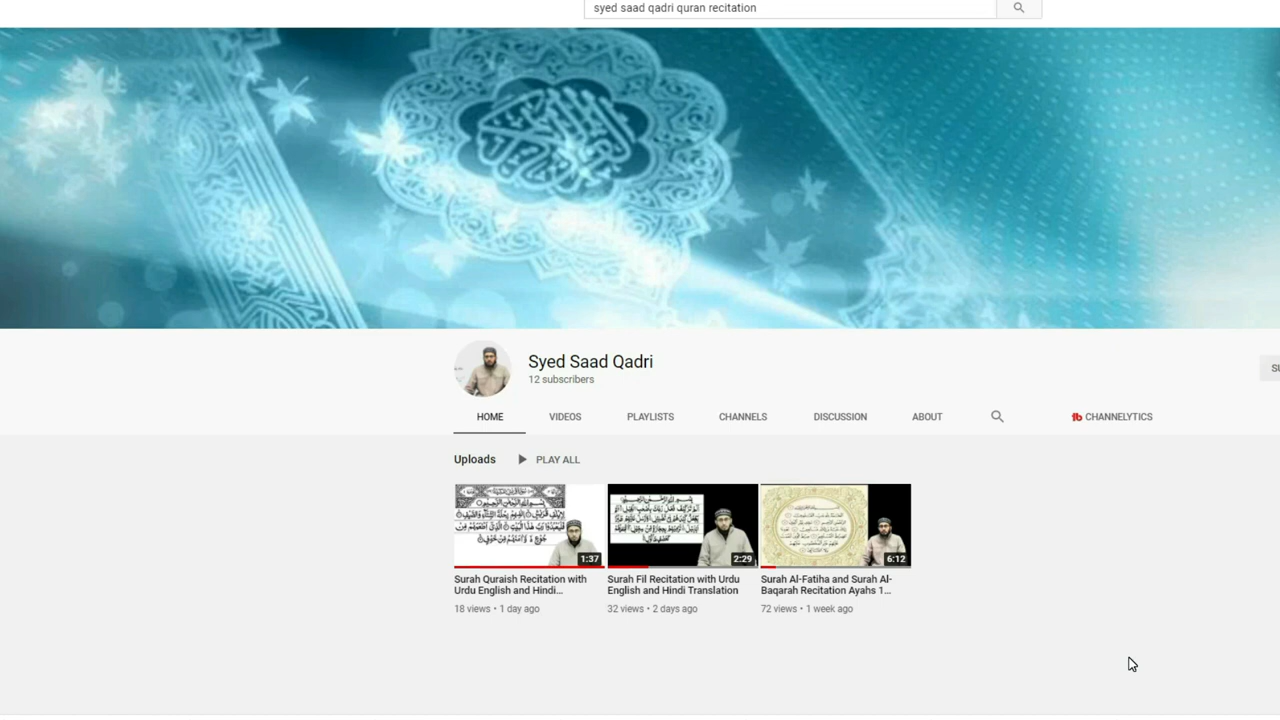 syed saad qadri quran recitation
القرآن الكريم
Syed Saad Qadri
12 subscribers
SU
HOME VIDEOS PLAYLISTS CHANNELS DISCUSSION ABOUT CHANNELYTICS
Uploads PLAY ALL
1:37 2:29 6:12
Surah Quraish Recitation with
Urdu English and Hindi...
18 views • 1 day ago
Surah Fil Recitation with Urdu
English and Hindi Translation
32 views • 2 days ago
Surah Al-Fatiha and Surah Al-
Baqarah Recitation Ayahs 1...
72 views • 1 week ago